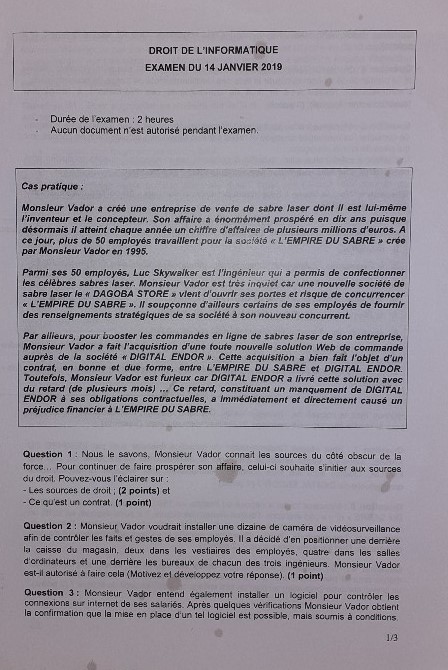 DROIT DE L'INFORMATIQUE
EXAMEN DU 14 JANVIER 2019
- Durée de l'examen : 2 heures
- Aucun document n'est autorisé pendant l'examen.
Cas pratique :
Monsieur Vador a créé une entreprise de vente de sabre laser dont il est lui-même
l'inventeur et le concepteur. Son affaire a énormément prospéré en dix ans puisque
désormais il atteint chaque année un chiffre d'affaires de plusieurs millions d'euros. A
ce jour, plus de 50 employés travaillent pour la société « L'EMPIRE DU SABRE » crée
par Monsieur Vador en 1995.
Parmi ses 50 employés, Luc Skywalker est l'ingénieur qui a permis de confectionner
les célèbres sabres laser. Monsieur Vador est très inquiet car une nouvelle société de
sabre laser le « DAGOBA STORE » vient d'ouvrir ses portes et risque de concurrencer
« L'EMPIRE DU SABRE ». Il soupçonne d'ailleurs certains de ses employés de fournir
des renseignements stratégiques de sa société à son nouveau concurrent.
Par ailleurs, pour booster les commandes en ligne de sabres laser de son entreprise,
Monsieur Vador a fait l'acquisition d'une toute nouvelle solution Web de commande
auprès de la société « DIGITAL ENDOR ». Cette acquisition a bien fait l'objet d'un
contrat, en bonne et due forme, entre L'EMPIRE DU SABRE et DIGITAL ENDOR.
Toutefois, Monsieur Vador est furieux car DIGITAL ENDOR a livré cette solution avec
du retard (de plusieurs mois) ... Ce retard, constituant un manquement de DIGITAL
ENDOR à ses obligations contractuelles, a immédiatement et directement causé un
préjudice financier à L'EMPIRE DU SABRE.
Question 1 : Nous le savons, Monsieur Vador connait les sources du côté obscur de la
force... Pour continuer de faire prospérer son affaire, celui-ci souhaite s'initier aux sources
du droit. Pouvez-vous l'éclairer sur :
- Les sources de droit ; (2 points) et
- Ce qu'est un contrat. (1 point)
Question 2 : Monsieur Vador voudrait installer une dizaine de caméra de vidéosurveillance
afin de contrôler les faits et gestes de ses employés. Il a décidé d'en positionner une derrière
la caisse du magasin, deux dans les vestiaires des employés, quatre dans les salles
d'ordinateurs et une derrière les bureaux de chacun des trois ingénieurs. Monsieur Vador
est-il autorisé à faire cela (Motivez et développez votre réponse). (1 point)
Question 3 : Monsieur Vador entend également installer un logiciel pour contrôler les
connexions sur internet de ses salariés. Après quelques vérifications Monsieur Vador obtient
la confirmation que la mise en place d'un tel logiciel est possible, mais soumis à conditions.
1/3